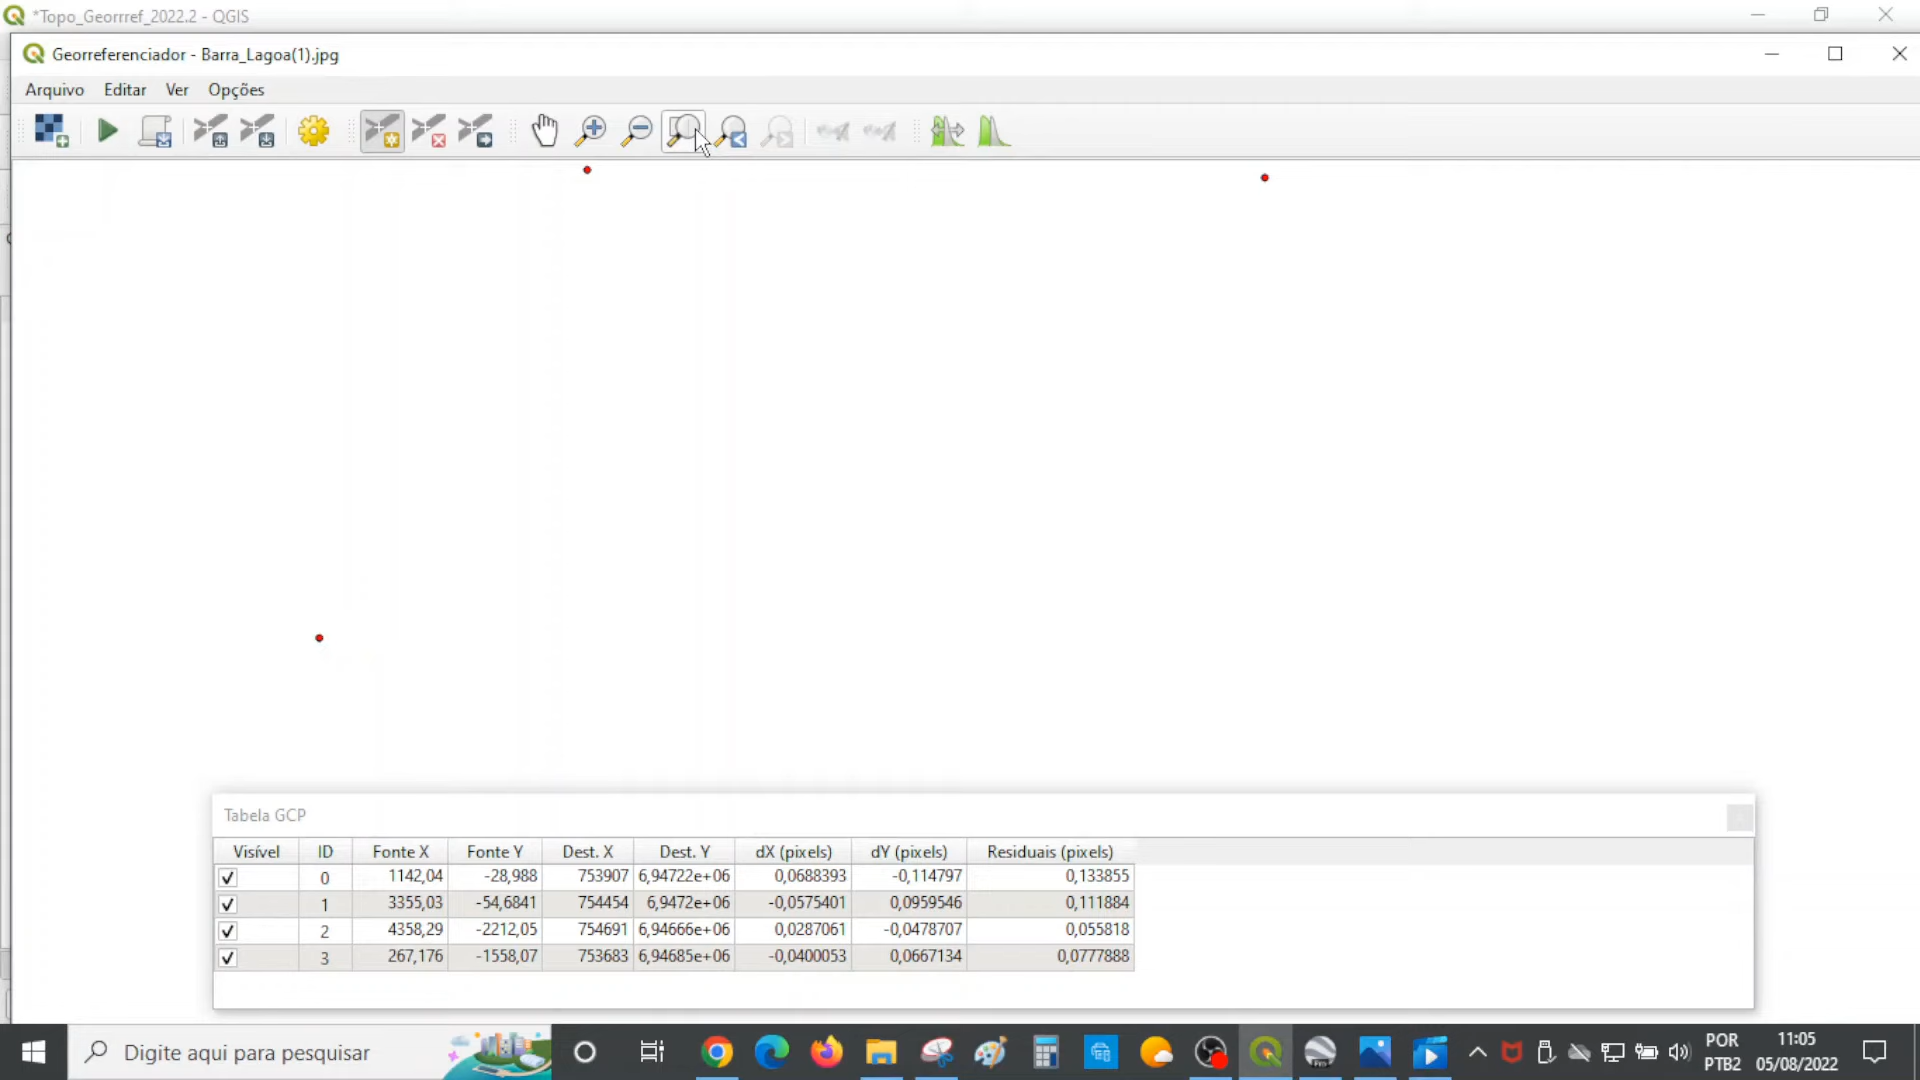 *Topo_Georrref_2022.2 - QGIS
Georreferenciador - Barra_Lagoa(1).jpg
Arquivo Editar Ver Opções
Tabela GCP
Visível ID Fonte X Fonte Y Dest. X Dest. Y dX (pixels) dY (pixels) Residuais (pixels)
0 1142,04 -28,988 753907 6,94722e+06 0,0688393 -0,114797 0,133855
1 3355,03 -54,6841 754454 6,9472e+06 -0,0575401 0,0959546 0,111884
2 4358,29 -2212,05 754691 6,94666e+06 0,0287061 -0,0478707 0,055818
3 267,176 -1558,07 753683 6,94685e+06 -0,0400053 0,0667134 0,0777888
Digite aqui para pesquisar
POR
PTB2
11:05
05/08/2022